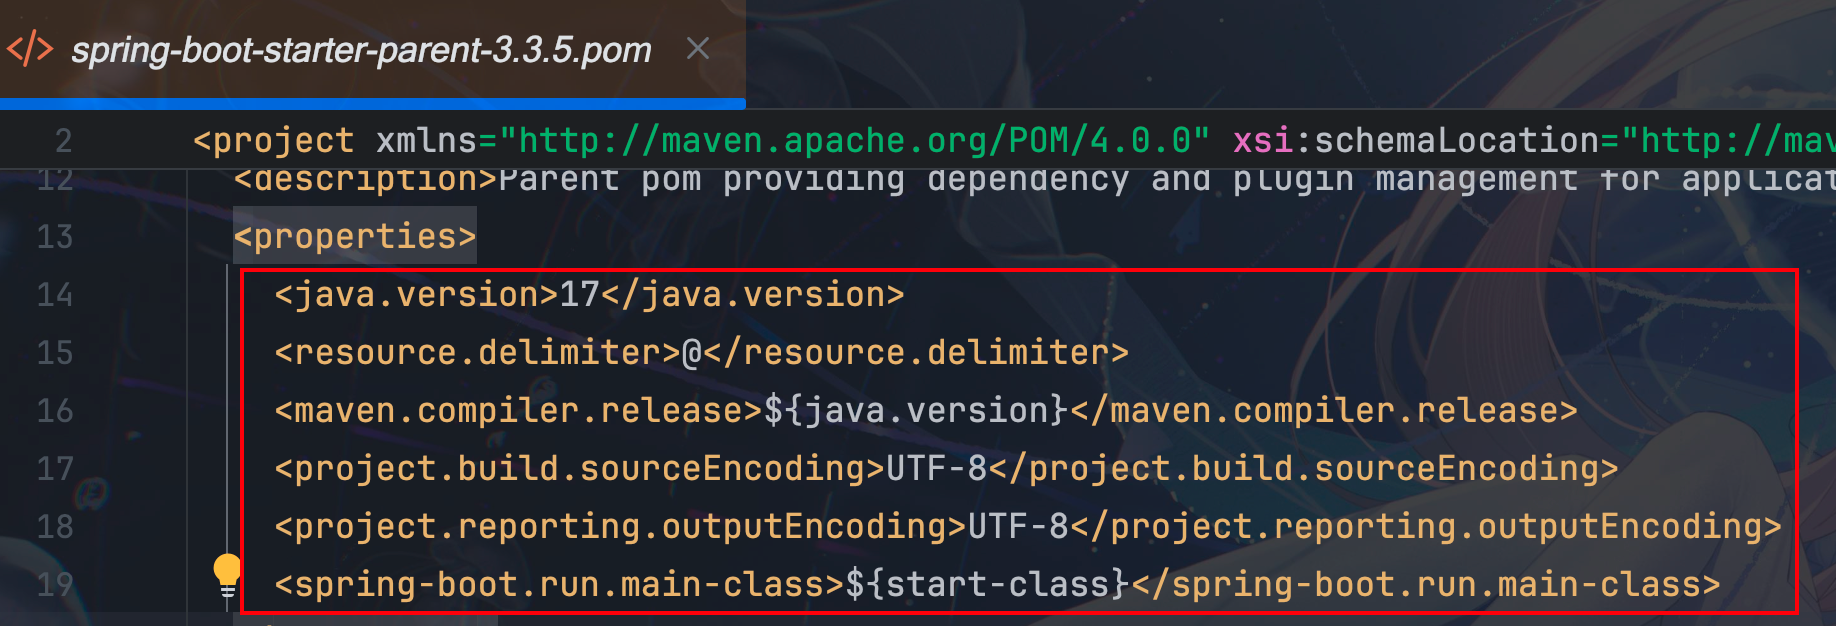 </> spring-boot-starter-parent-3.3.5.pom
2 <project xmlns="http://maven.apache.org/POM/4.0.0" xsi:schemaLocation="http://mav
12 <description>Parent pom providing dependency and plugin management for applicat
13 <properties>
14 <java.version>17</java.version>
15 <resource.delimiter>@</resource.delimiter>
16 <maven.compiler.release>${java.version}</maven.compiler.release>
17 <project.build.sourceEncoding>UTF-8</project.build.sourceEncoding>
18 <project.reporting.outputEncoding>UTF-8</project.reporting.outputEncoding>
19 <spring-boot.run.main-class>${start-class}</spring-boot.run.main-class>